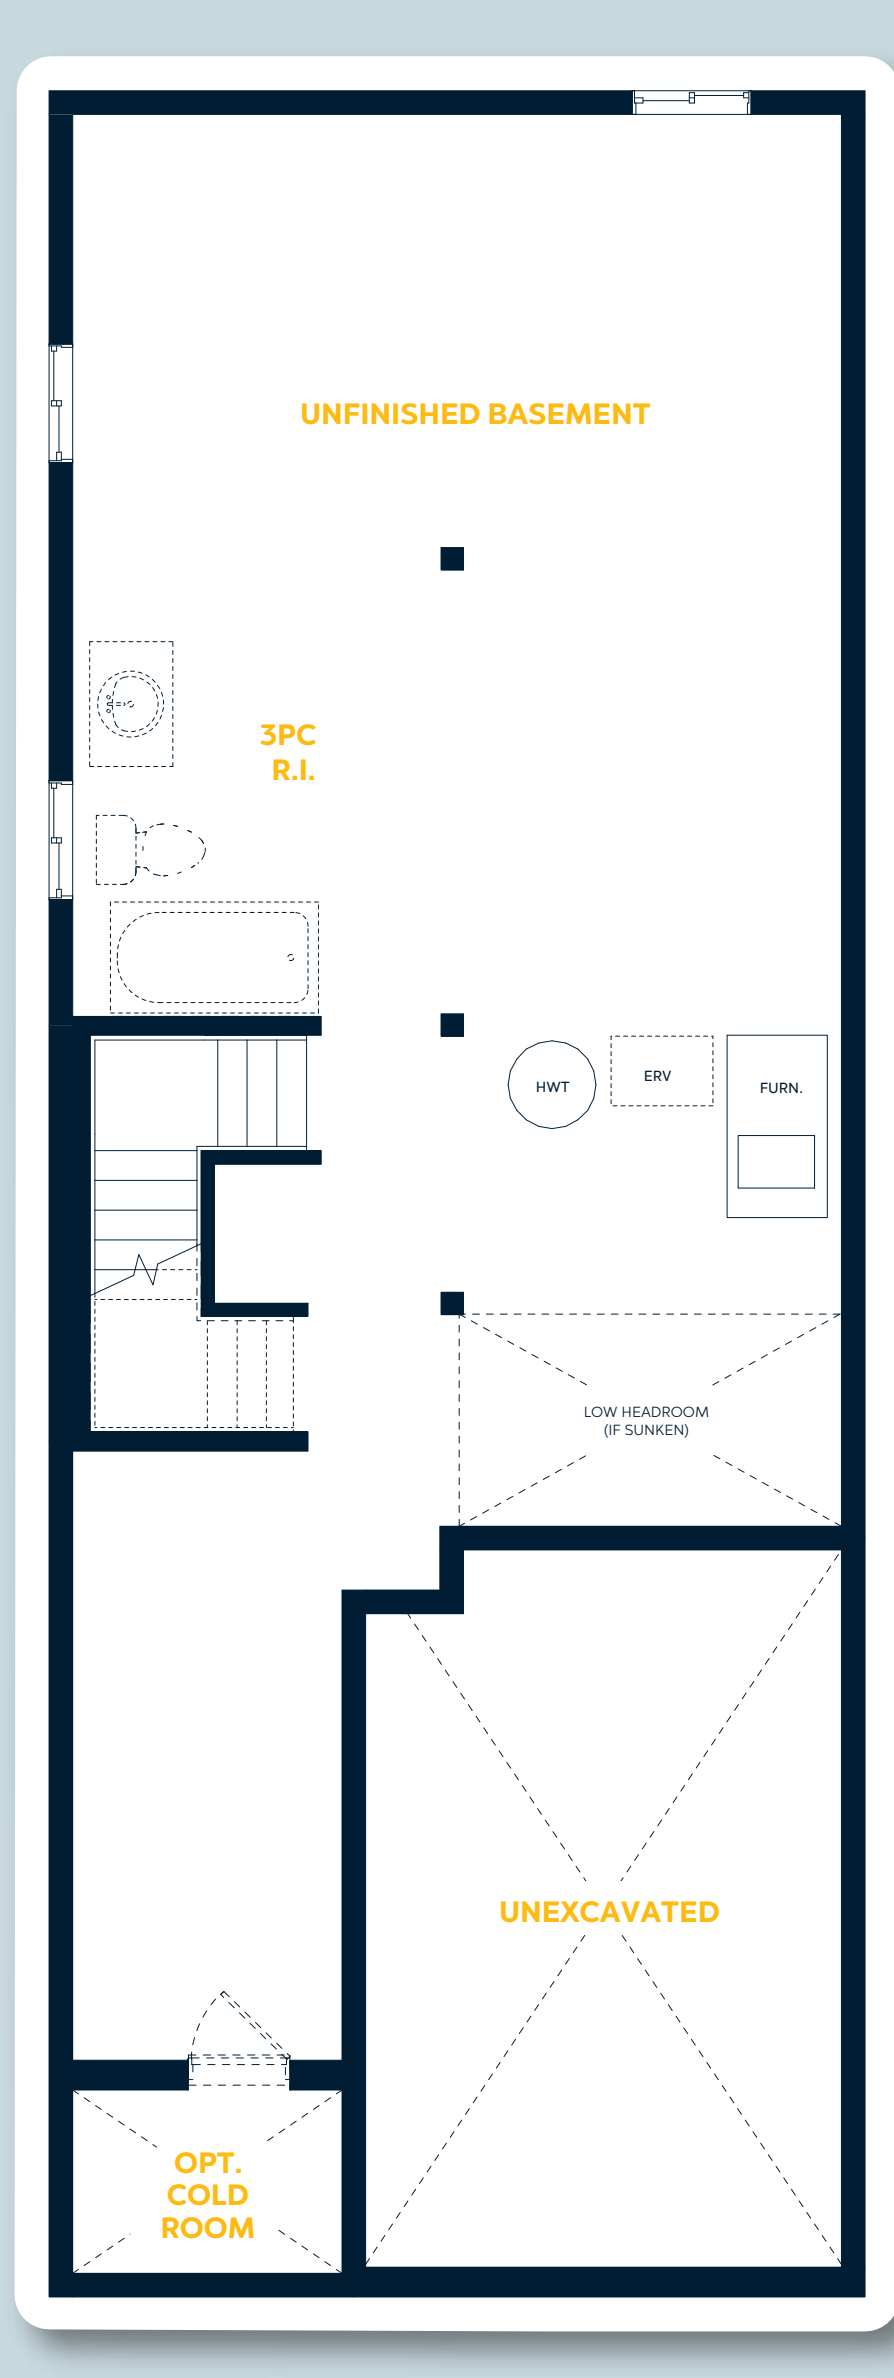 UNFINISHED BASEMENT
3PC
R.I.
HWT
ERV
FURN.
LOW HEADROOM
(IF SUNKEN)
UNEXCAVATED
OPT.
COLD
ROOM